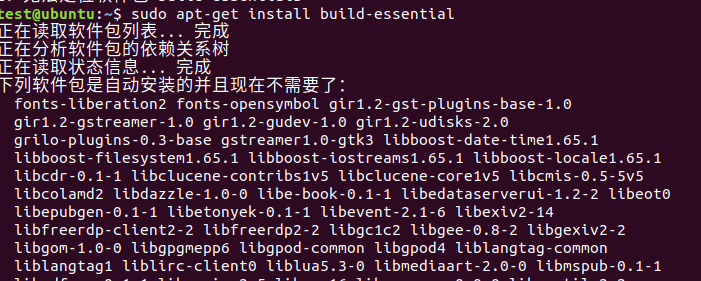 test@ubuntu:~$ sudo apt-get install build-essential
正在读取软件包列表... 完成
正在分析软件包的依赖关系树
正在读取状态信息... 完成
下列软件包是自动安装的并且现在不需要了：
fonts-liberation2 fonts-opensymbol gir1.2-gst-plugins-base-1.0
gir1.2-gstreamer-1.0 gir1.2-gudev-1.0 gir1.2-udisks-2.0
grilo-plugins-0.3-base gstreamer1.0-gtk3 libboost-date-time1.65.1
libboost-filesystem1.65.1 libboost-iostreams1.65.1 libboost-locale1.65.1
libcdr-0.1-1 libclucene-contribs1v5 libclucene-core1v5 libcmis-0.5-5v5
libcolamd2 libdazzle-1.0-0 libe-book-0.1-1 libedataserverui-1.2-2 libeot0
libepubgen-0.1-1 libetonyek-0.1-1 libevent-2.1-6 libexiv2-14
libfreerdp-client2-2 libfreerdp2-2 libgc1c2 libgee-0.8-2 libgexiv2-2
libgom-1.0-0 libgpgmepp6 libgpod-common libgpod4 liblangtag-common
liblangtag1 liblirc-client0 liblua5.3-0 libmediaart-2.0-0 libmspub-0.1-1